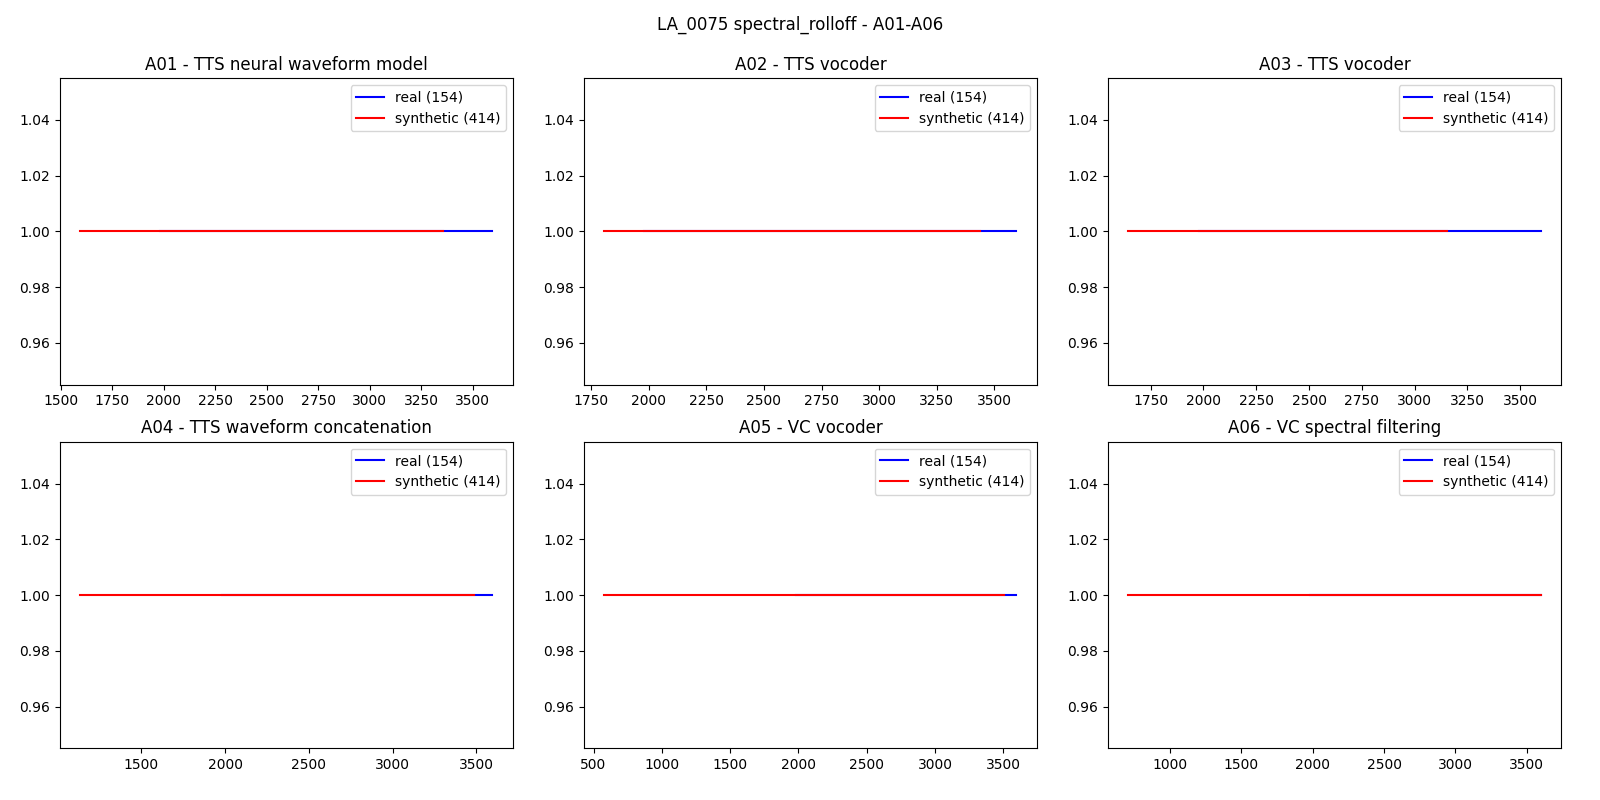 LA_0075 spectral_rolloff - A01-A06
A01 - TTS neural waveform model
real (154)
synthetic (414)
1.04
1.02
1.00
0.98
0.96
1500 1750 2000 2250 2500 2750 3000 3250 3500
A02 - TTS vocoder
real (154)
synthetic (414)
1.04
1.02
1.00
0.98
0.96
1750 2000 2250 2500 2750 3000 3250 3500
A03 - TTS vocoder
real (154)
synthetic (414)
1.04
1.02
1.00
0.98
0.96
1750 2000 2250 2500 2750 3000 3250 3500
A04 - TTS waveform concatenation
real (154)
synthetic (414)
1.04
1.02
1.00
0.98
0.96
1500 2000 2500 3000 3500
A05 - VC vocoder
real (154)
synthetic (414)
1.04
1.02
1.00
0.98
0.96
500 1000 1500 2000 2500 3000 3500
A06 - VC spectral filtering
real (154)
synthetic (414)
1.04
1.02
1.00
0.98
0.96
1000 1500 2000 2500 3000 3500